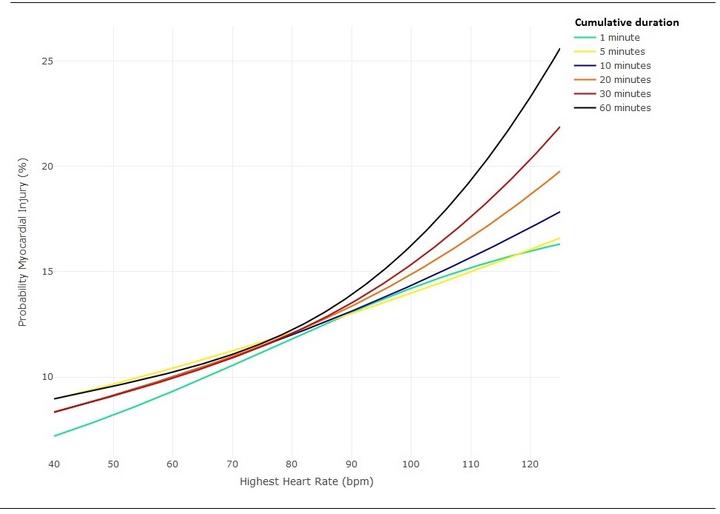 Cumulative duration
1 minute
5 minutes
10 minutes
20 minutes
30 minutes
60 minutes
Probability Myocardial Injury (%)
25
20
15
10
40 50 60 70 80 90 100 110 120
Highest Heart Rate (bpm)